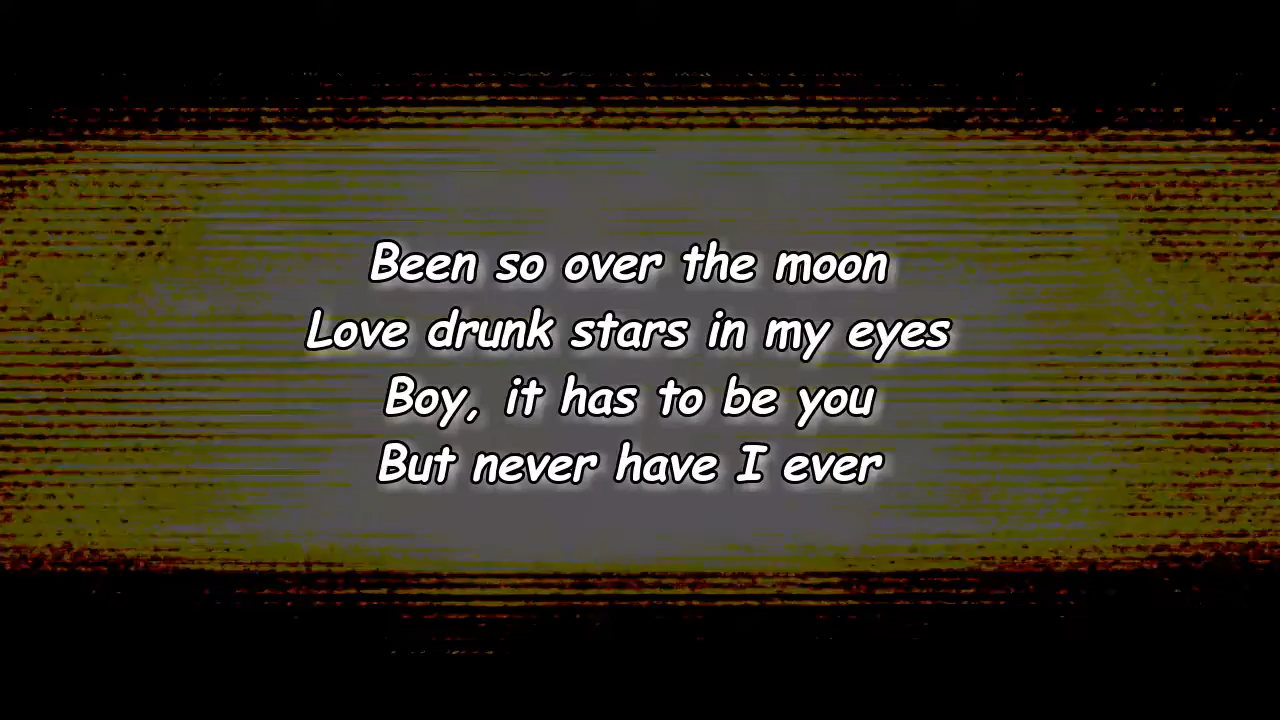 Been so over the moon
Love drunk stars in my eyes
Boy, it has to be you
But never have I ever